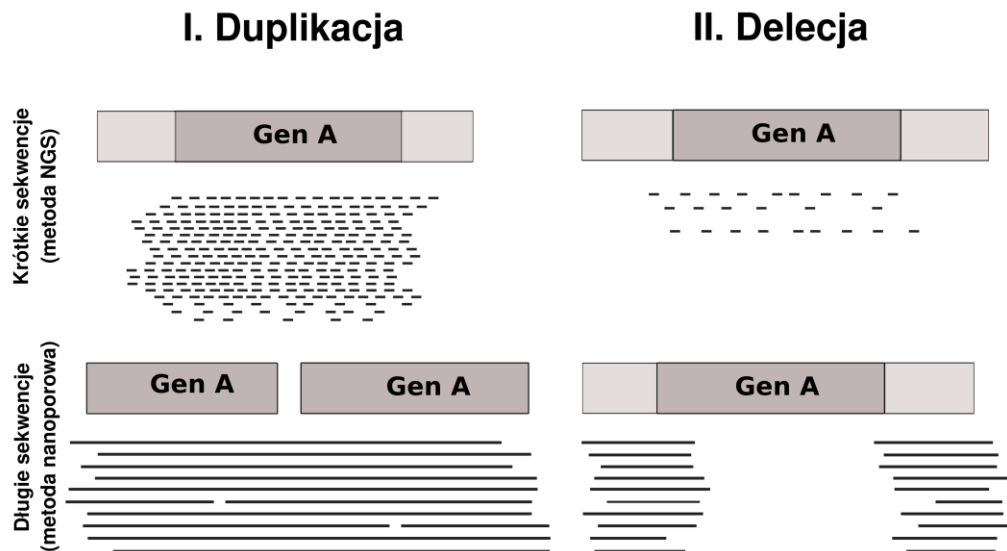 I. Duplikacja
II. Delecja
Krótkie sekwencje
(metoda NGS)
Gen A
Gen A
Długie sekwencje
(metoda nanoporowa)
Gen A
Gen A
Gen A